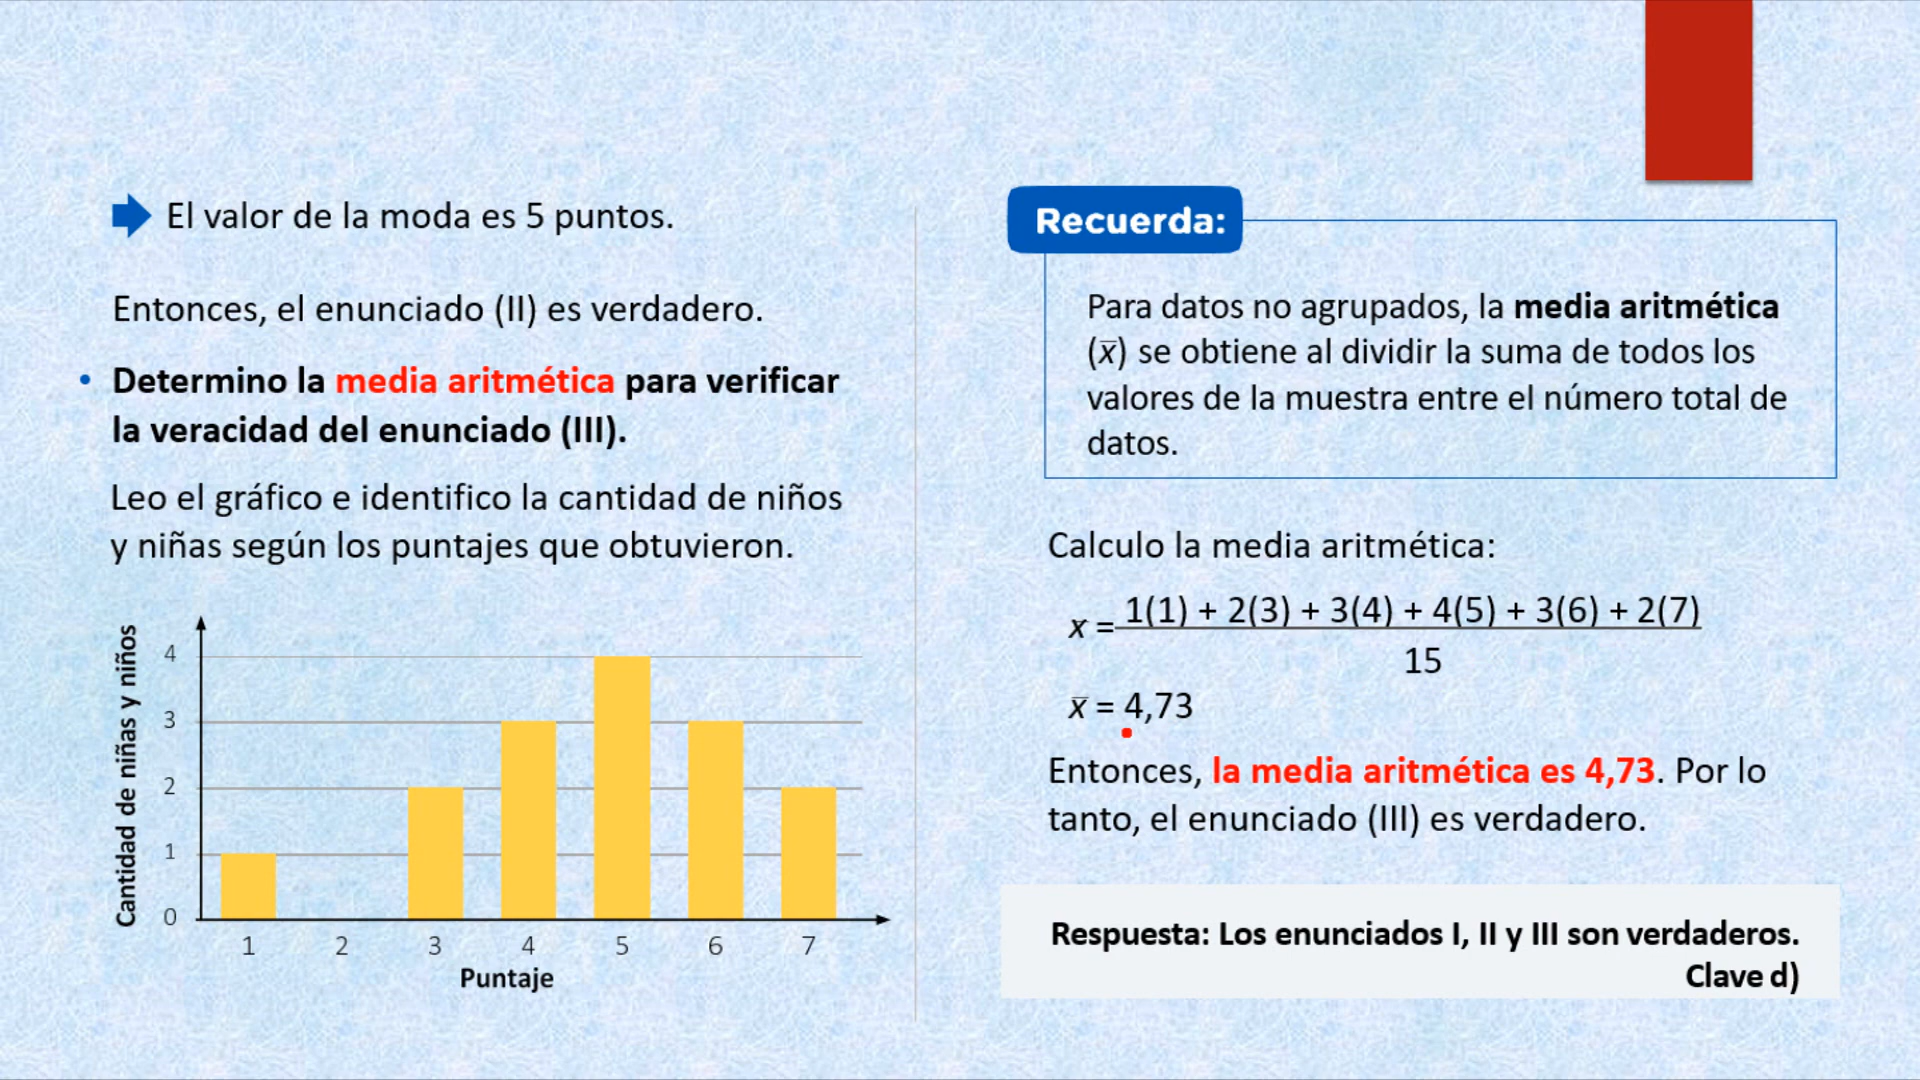 El valor de la moda es 5 puntos.
Entonces, el enunciado (II) es verdadero.
• Determino la media aritmética para verificar
la veracidad del enunciado (III).
Leo el gráfico e identifico la cantidad de niños
y niñas según los puntajes que obtuvieron.
Cantidad de niñas y niños
4
3
2
1
0
1 2 3 4 5 6 7
Puntaje
Recuerda:
Para datos no agrupados, la media aritmética
(x̅) se obtiene al dividir la suma de todos los
valores de la muestra entre el número total de
datos.
Calculo la media aritmética:
x = 1(1) + 2(3) + 3(4) + 4(5) + 3(6) + 2(7)
15
x̅ = 4,73
Entonces, la media aritmética es 4,73. Por lo
tanto, el enunciado (III) es verdadero.
Respuesta: Los enunciados I, II y III son verdaderos.
Clave d)